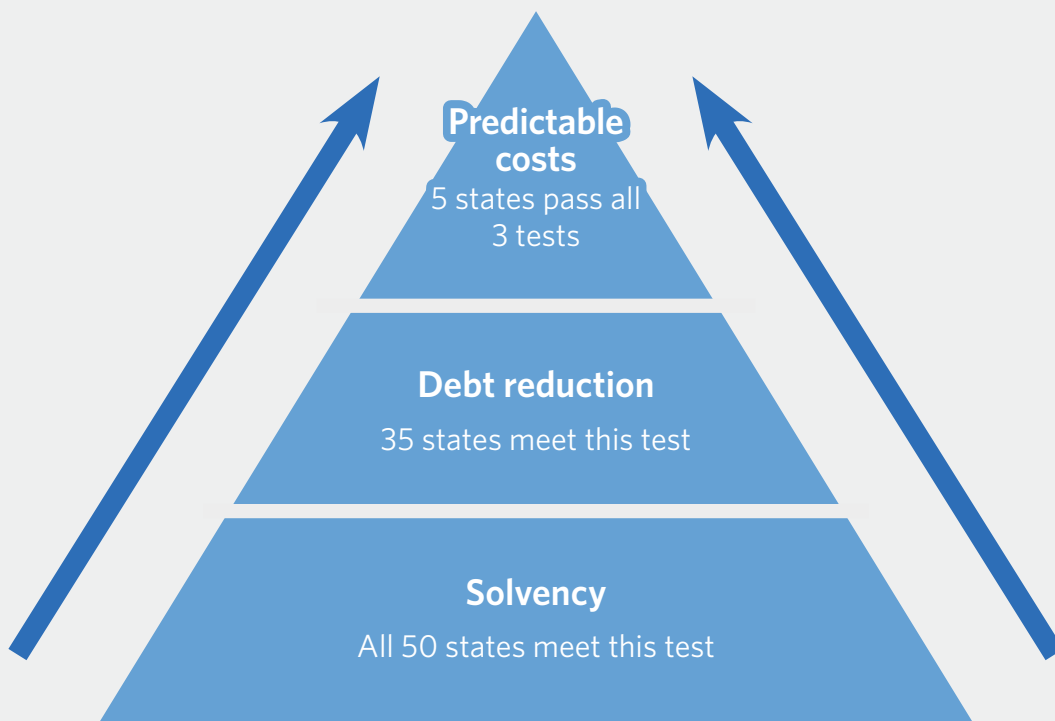 Predictable
costs
5 states pass all
3 tests
Debt reduction
35 states meet this test
Solvency
All 50 states meet this test